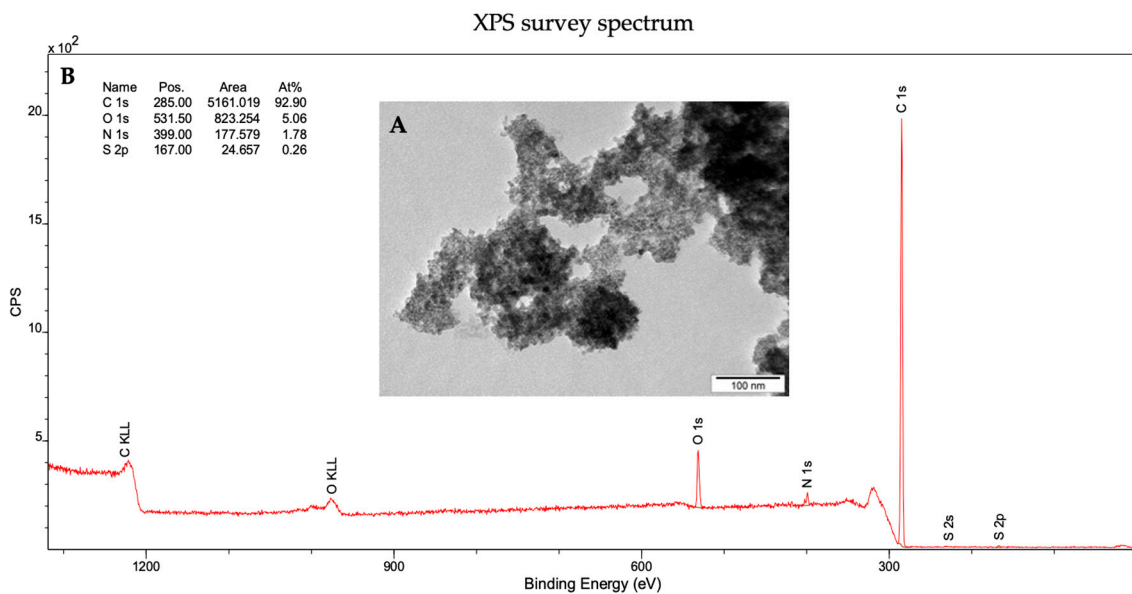 XPS survey spectrum
x 10²
B
Name Pos. Area At%
C 1s 285.00 5161.019 92.90
O 1s 531.50 823.254 5.06
N 1s 399.00 177.579 1.78
S 2p 167.00 24.657 0.26
A
100 nm
20
15
10
5
CPS
C KLL
O KLL
O 1s
N 1s
C 1s
S 2s
S 2p
1200 900 600 300
Binding Energy (eV)